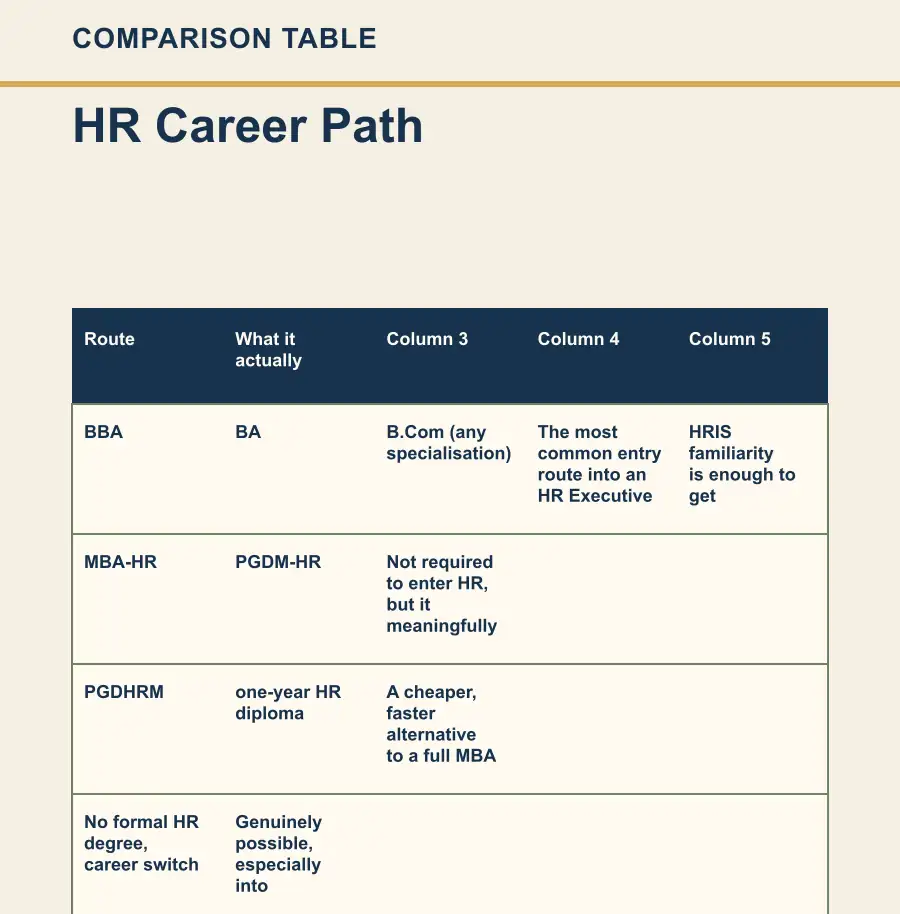 COMPARISON TABLE
HR Career Path
Route
What it
actually
Column 3
Column 4
Column 5
BBA
BA
B.Com (any
specialisation)
The most
common entry
route into an
HR Executive
HRIS
familiarity
is enough to
get
MBA-HR
PGDM-HR
Not required
to enter HR,
but it
meaningfully
PGDHRM
one-year HR
diploma
A cheaper,
faster
alternative
to a full MBA
No formal HR
degree,
career switch
Genuinely
possible,
especially
into